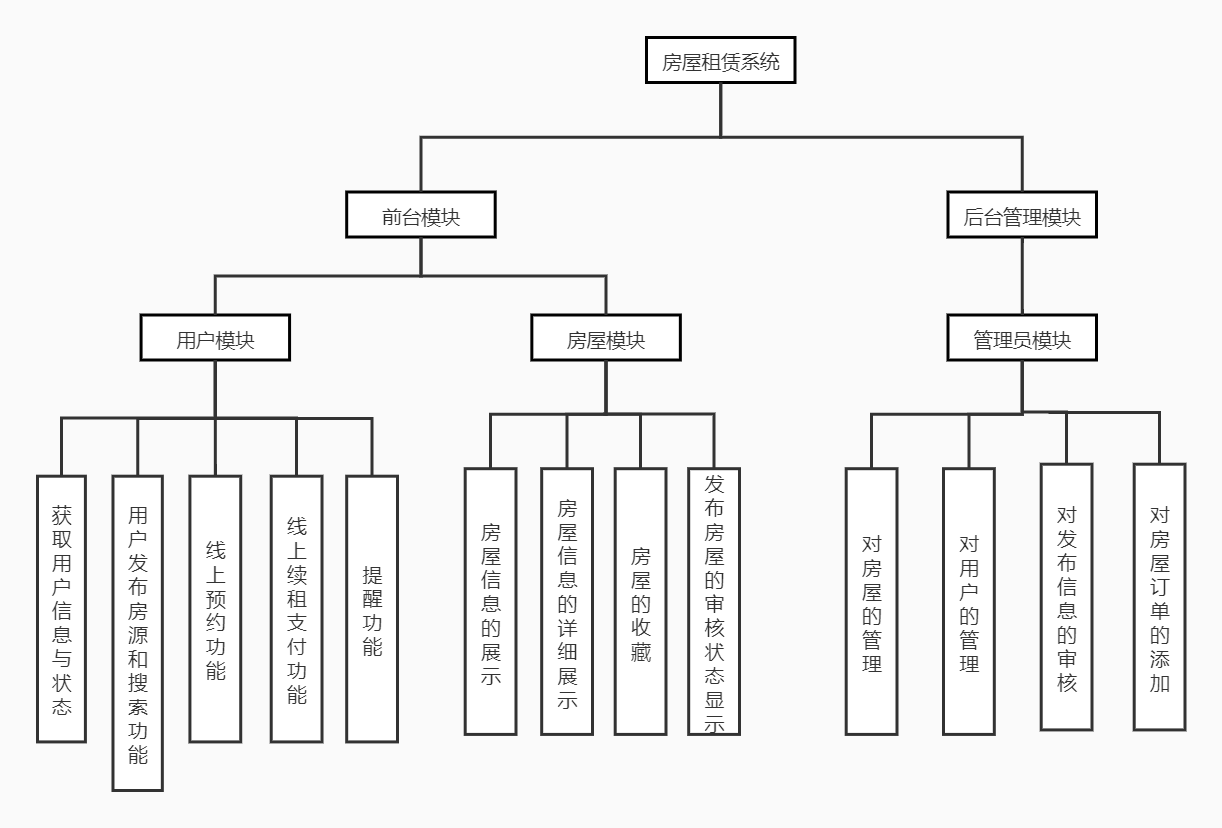 房屋租赁系统
前台模块
后台管理模块
用户模块
房屋模块
管理员模块
获取用户信息与状态
用户发布房源和搜索功能
线上预约功能
线上续租支付功能
提醒功能
房屋信息的展示
房屋信息的详细展示
房屋的收藏
发布房屋的审核状态显示
对房屋的管理
对用户的管理
对发布信息的审核
对房屋订单的添加